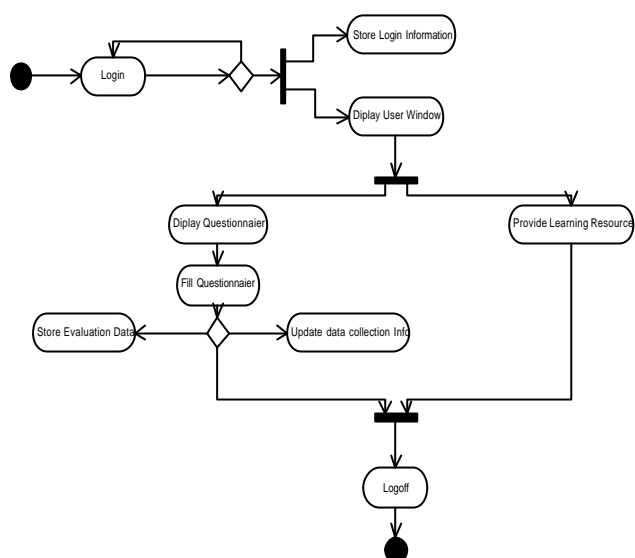 Store Login Information
Login
Diplay User Window
Diplay Questionnaier
Provide Learning Resource
Fill Questionnaier
Store Evaluation Data
Update data collection Info
Logoff